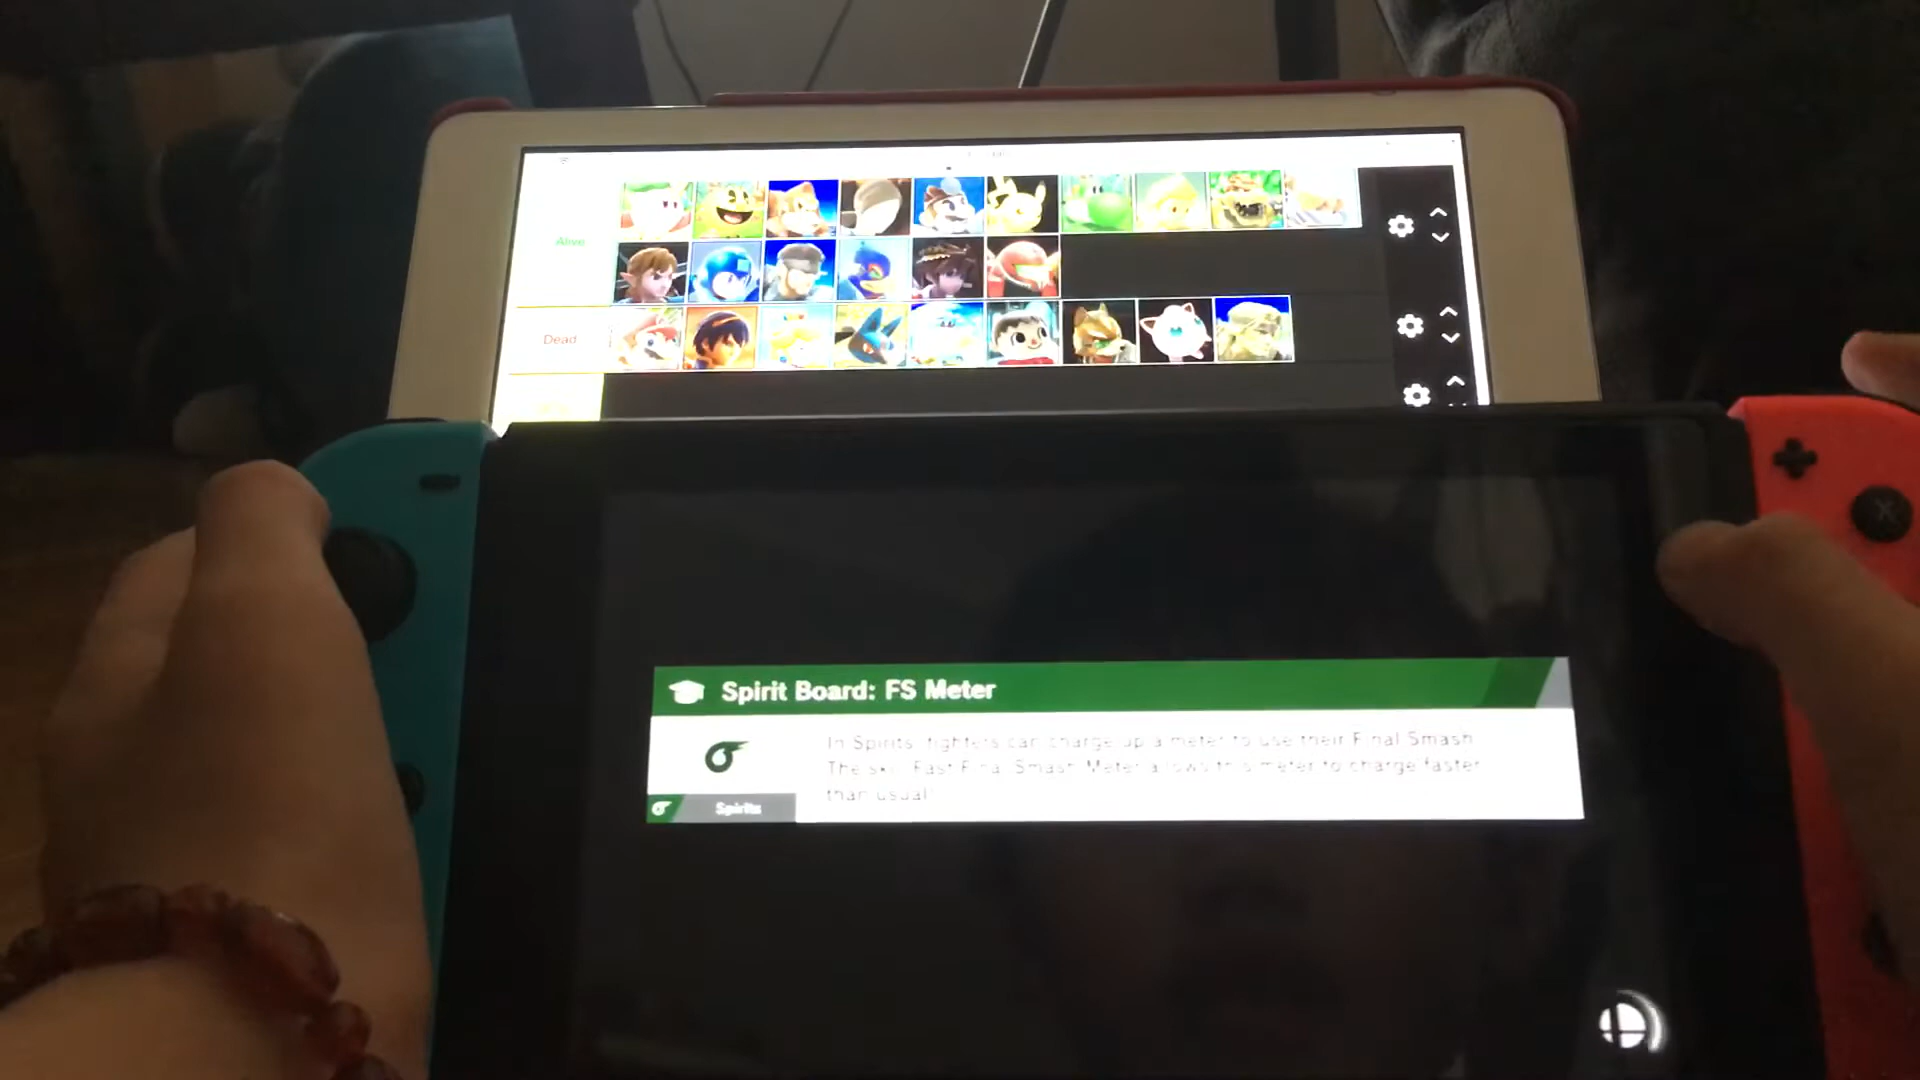 Alive
Dead
Spirit Board: FS Meter
In Spirits, fighters can charge up a meter to use their Final Smash.
The skill Fast Final Smash Meter allows this meter to charge faster
than usual.
Spirits